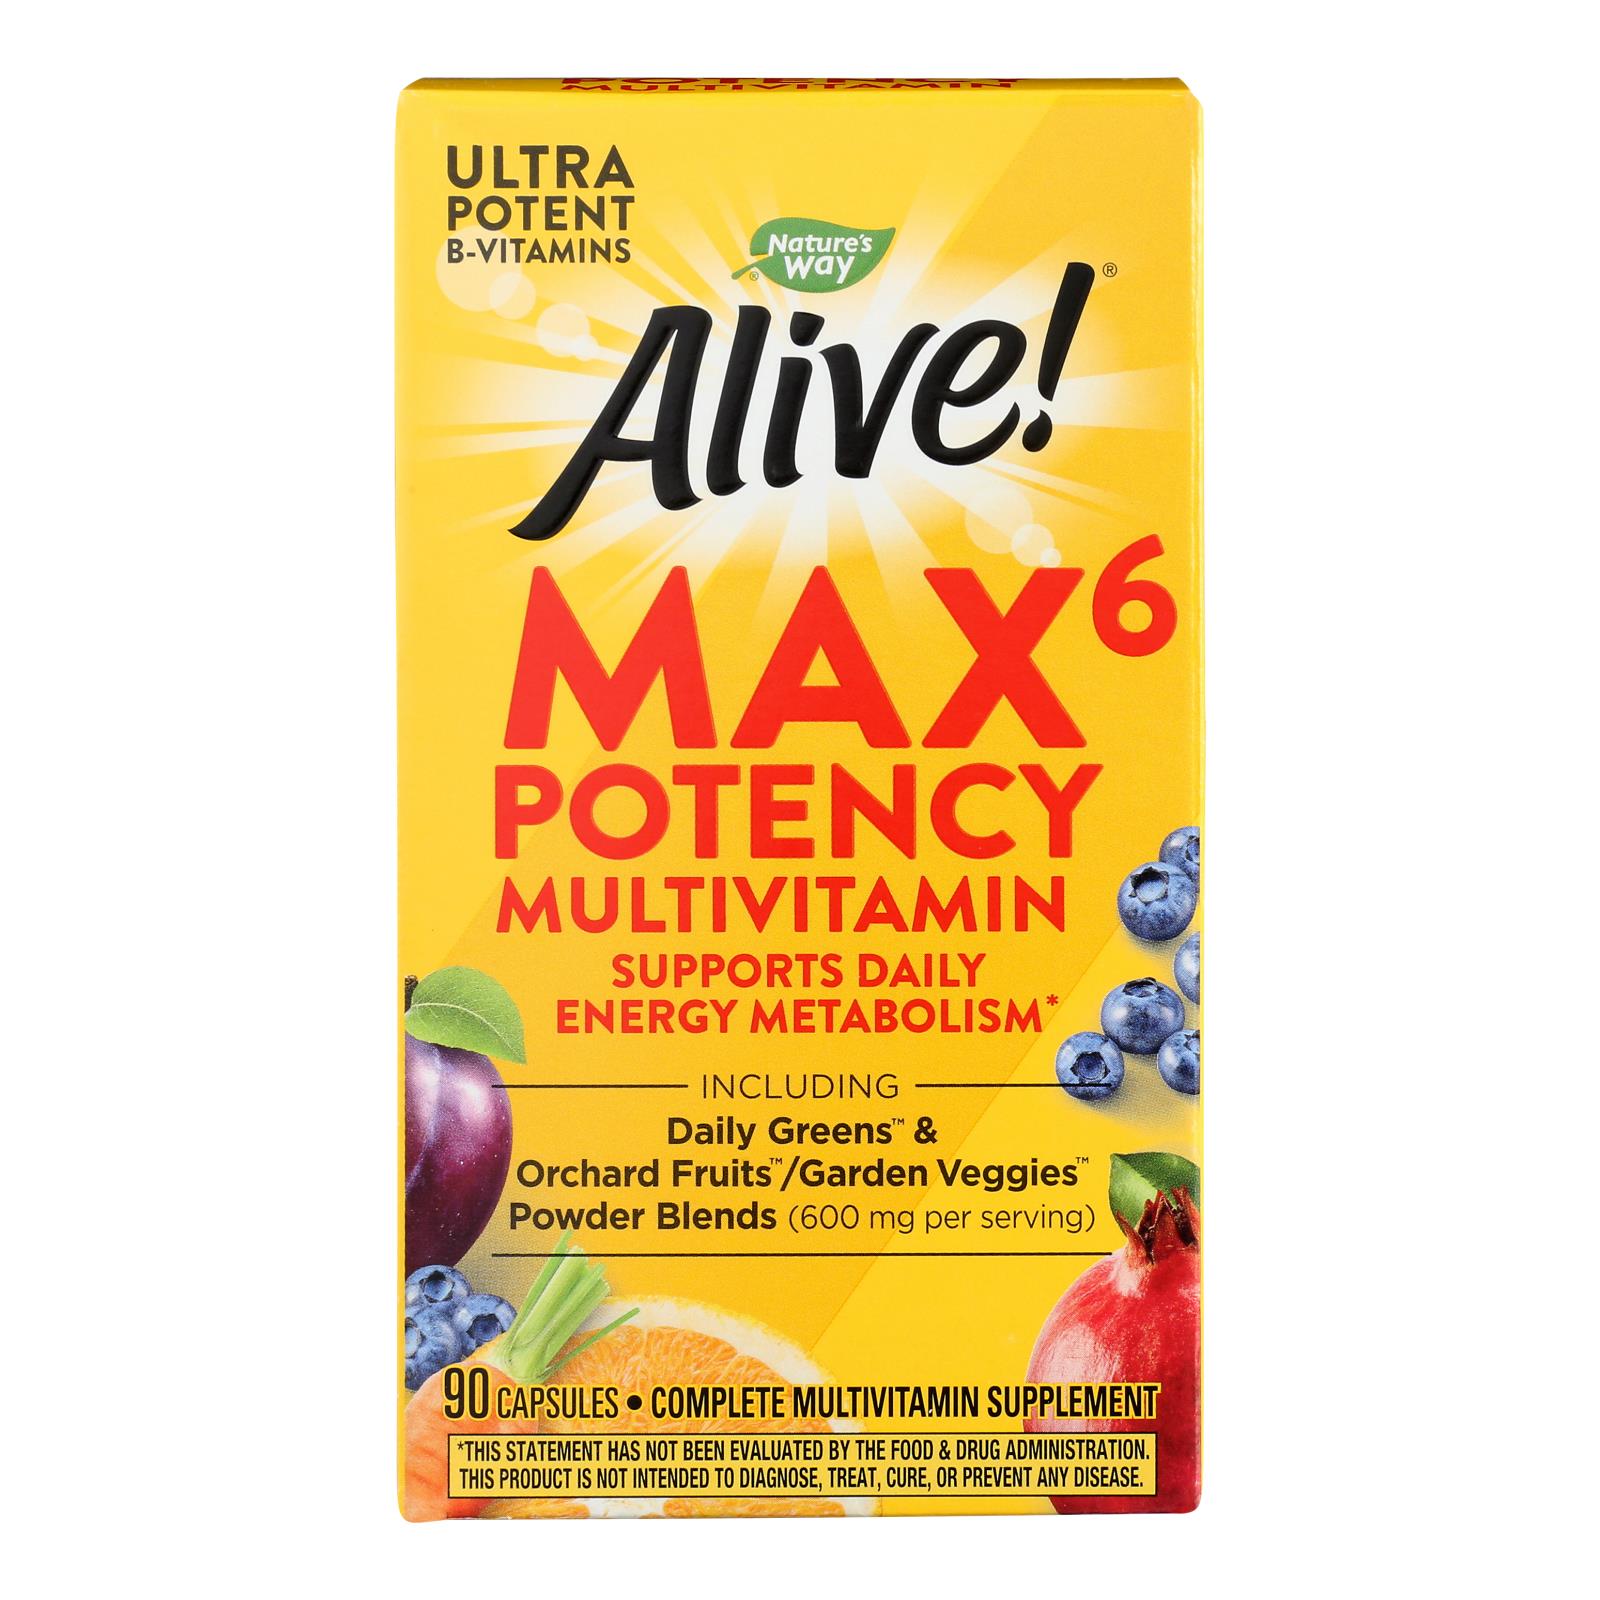 POTENCY
MULTIVITAMIN
ULTRA
POTENT
B-VITAMINS
Nature's
Way®
Alive!®
MAX⁶
POTENCY
MULTIVITAMIN
SUPPORTS DAILY
ENERGY METABOLISM*
INCLUDING
Daily Greens™ &
Orchard Fruits™/Garden Veggies™
Powder Blends (600 mg per serving)
90 CAPSULES • COMPLETE MULTIVITAMIN SUPPLEMENT
*THIS STATEMENT HAS NOT BEEN EVALUATED BY THE FOOD & DRUG ADMINISTRATION.
THIS PRODUCT IS NOT INTENDED TO DIAGNOSE, TREAT, CURE, OR PREVENT ANY DISEASE.